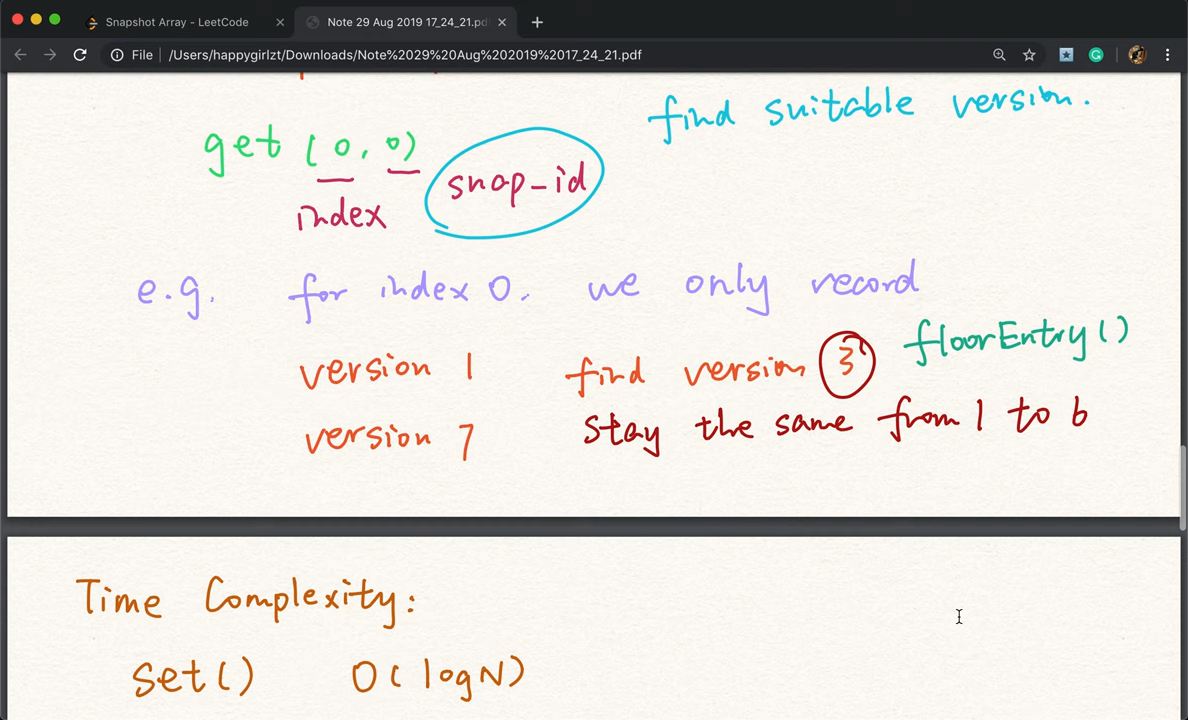 Snapshot Array - LeetCode
Note 29 Aug 2019 17_24_21.pd
File
/Users/happygirlzt/Downloads/Note%2029%20Aug%202019%2017_24_21.pdf
find suitable version.
get (0, 0)
snap-id
index
e.g. for index 0. we only record
version 1 find version 3 floorEntry()
version 7 stay the same from 1 to 6
Time Complexity:
set() O(logN)